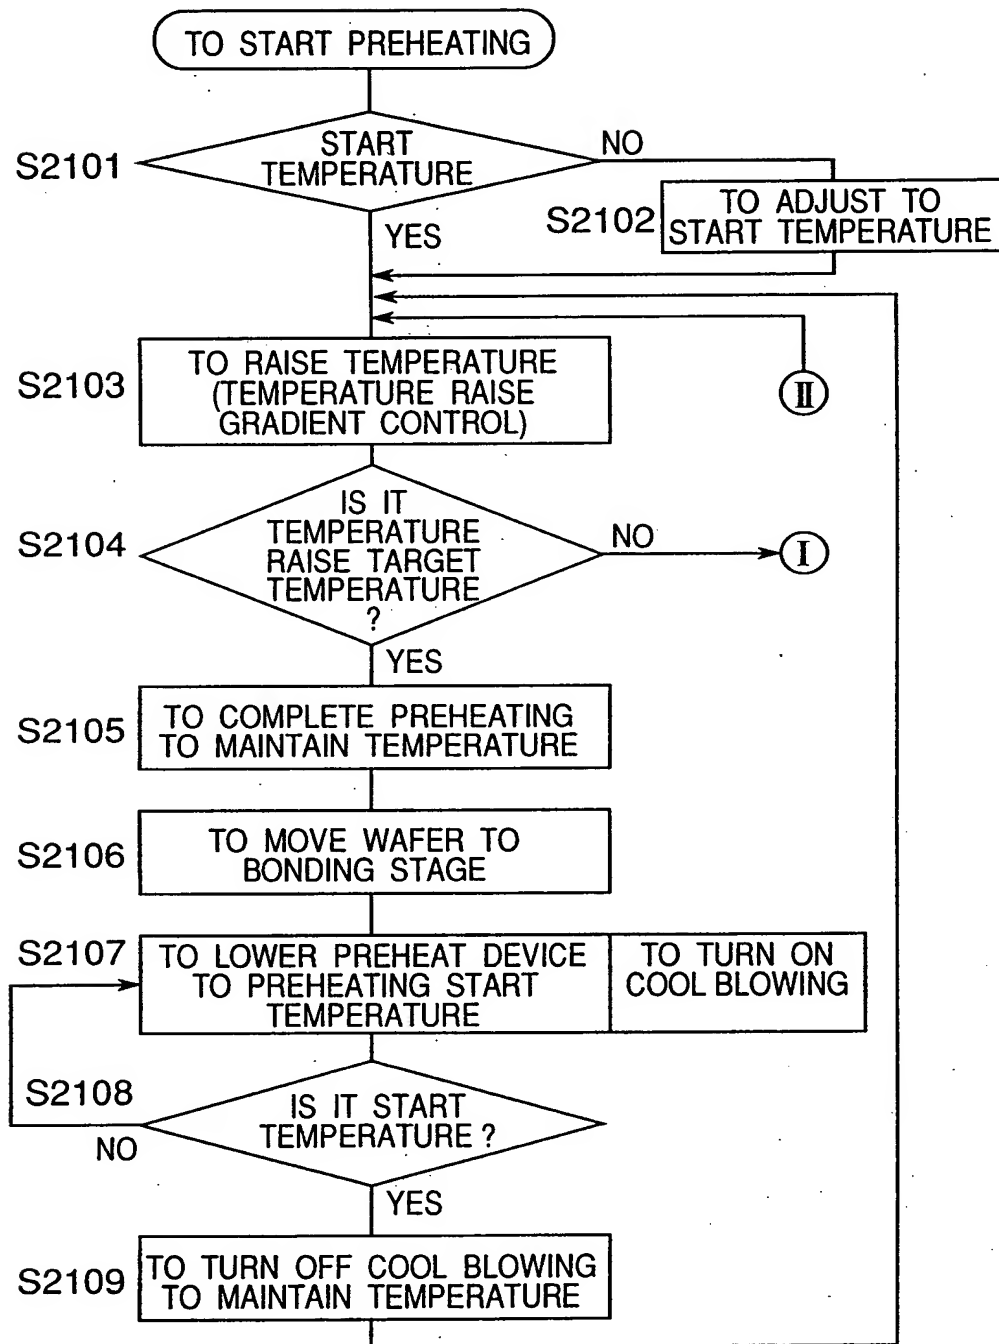 TO START PREHEATING
S2101
START
TEMPERATURE
NO
YES
S2102
TO ADJUST TO
START TEMPERATURE
S2103
TO RAISE TEMPERATURE
(TEMPERATURE RAISE
GRADIENT CONTROL)
II
S2104
IS IT
TEMPERATURE
RAISE TARGET
TEMPERATURE
?
NO
I
YES
S2105
TO COMPLETE PREHEATING
TO MAINTAIN TEMPERATURE
S2106
TO MOVE WAFER TO
BONDING STAGE
S2107
TO LOWER PREHEAT DEVICE
TO PREHEATING START
TEMPERATURE
TO TURN ON
COOL BLOWING
S2108
IS IT START
TEMPERATURE ?
NO
YES
S2109
TO TURN OFF COOL BLOWING
TO MAINTAIN TEMPERATURE